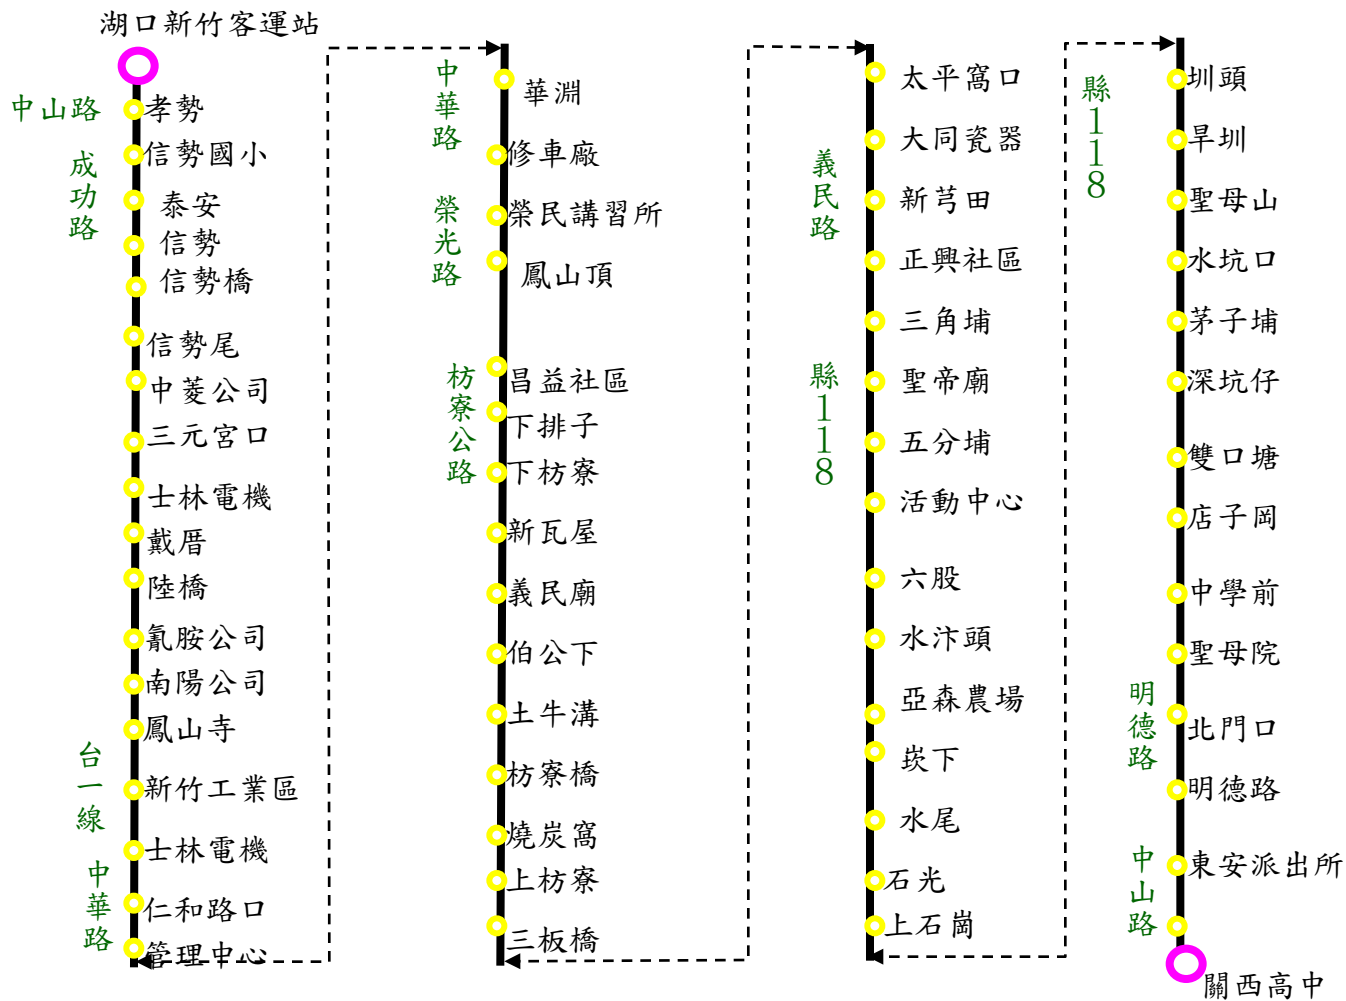 湖口新竹客運站
中山路
孝勢
信勢國小
成功路
泰安
信勢
信勢橋
信勢尾
中菱公司
三元宮口
士林電機
戴厝
陸橋
氰胺公司
南陽公司
鳳山寺
台一線
新竹工業區
士林電機
中華路
仁和路口
管理中心
中華路
華淵
修車廠
榮光路
榮民講習所
鳳山頂
枋寮公路
昌益社區
下排子
下枋寮
新瓦屋
義民廟
伯公下
土牛溝
枋寮橋
燒炭窩
上枋寮
三板橋
太平窩口
大同瓷器
義民路
新芎田
正興社區
三角埔
縣118
聖帝廟
五分埔
活動中心
六股
水汴頭
亞森農場
崁下
水尾
石光
上石崗
縣118
圳頭
旱圳
聖母山
水坑口
茅子埔
深坑仔
雙口塘
店子岡
中學前
聖母院
明德路
北門口
明德路
中山路
東安派出所
關西高中